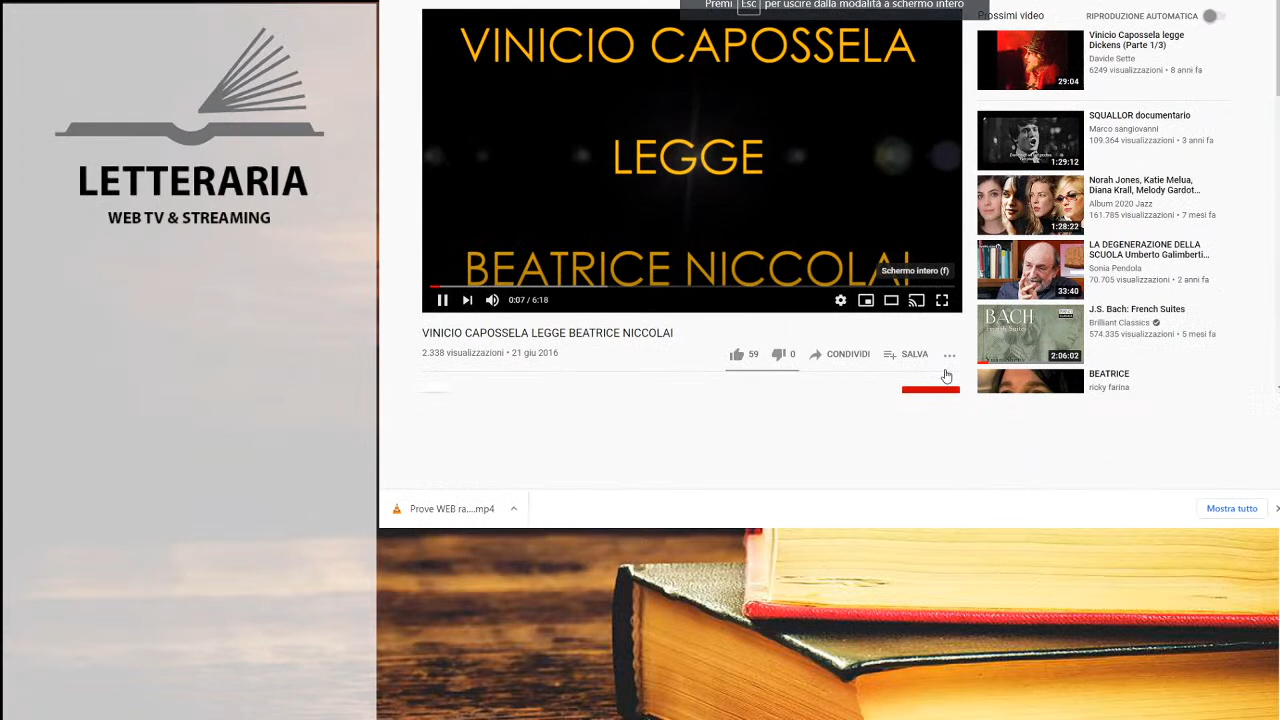 LETTERARIA
WEB TV & STREAMING
Premi Esc per uscire dalla modalità a schermo intero
VINICIO CAPOSSELA
LEGGE
BEATRICE NICCOLAI
Schermo intero (f)
0:07 / 6:18
VINICIO CAPOSSELA LEGGE BEATRICE NICCOLAI
2.338 visualizzazioni • 21 giu 2016
59
0
CONDIVIDI
SALVA
Prossimi video
RIPRODUZIONE AUTOMATICA
29:04
Vinicio Capossela legge
Dickens (Parte 1/3)
Davide Sette
6249 visualizzazioni • 8 anni fa
1:29:12
SQUALLOR documentario
Marco sangiovanni
109.364 visualizzazioni • 3 anni fa
1:28:22
Norah Jones, Katie Melua,
Diana Krall, Melody Gardot...
Album 2020 Jazz
161.785 visualizzazioni • 7 mesi fa
33:40
LA DEGENERAZIONE DELLA
SCUOLA Umberto Galimberti...
Sonia Pendola
70.705 visualizzazioni • 2 anni fa
BACH
French Suites
2:06:02
J.S. Bach: French Suites
Brilliant Classics
574.335 visualizzazioni • 5 mesi fa
BEATRICE
ricky farina
Prove WEB ra....mp4
Mostra tutto